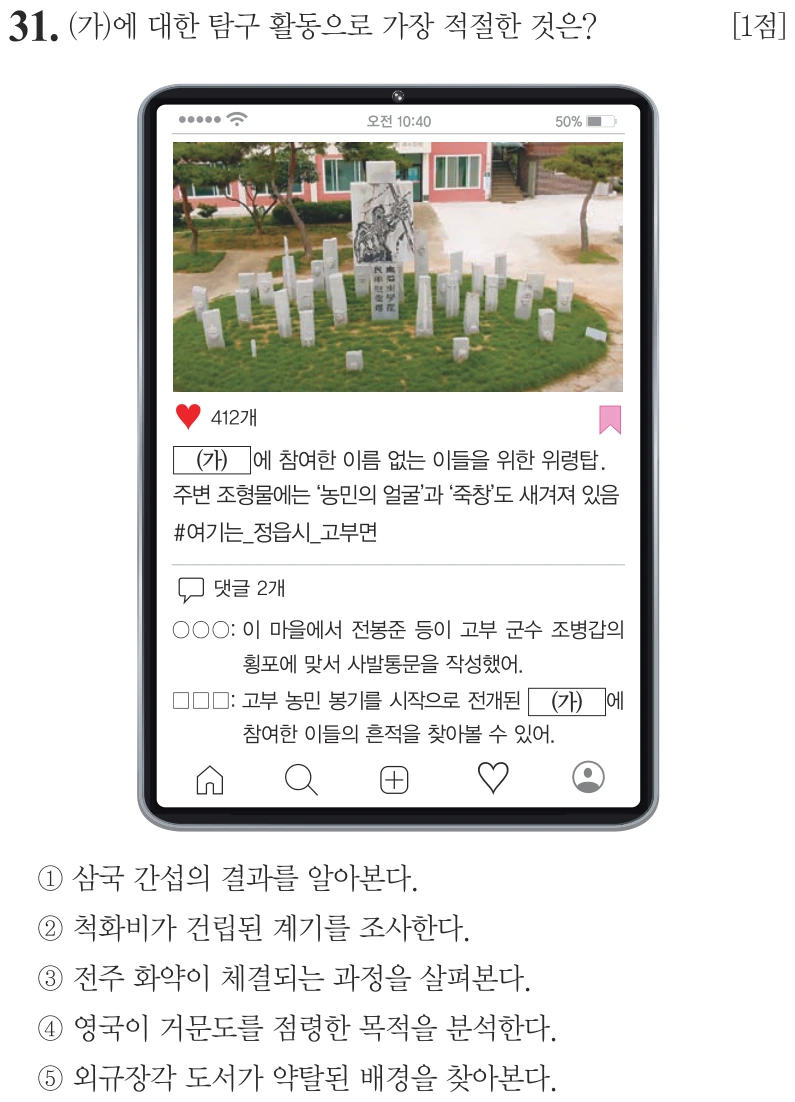 31. (가)에 대한 탐구 활동으로 가장 적절한 것은? [1점]
오전 10:40 50%
412개
(가) 에 참여한 이름 없는 이들을 위한 위령탑.
주변 조형물에는 ‘농민의 얼굴’과 ‘죽창’도 새겨져 있음
#여기는_정읍시_고부면
댓글 2개
○○○: 이 마을에서 전봉준 등이 고부 군수 조병갑의
횡포에 맞서 사발통문을 작성했어.
□□□: 고부 농민 봉기를 시작으로 전개된 (가) 에
참여한 이들의 흔적을 찾아볼 수 있어.
① 삼국 간섭의 결과를 알아본다.
② 척화비가 건립된 계기를 조사한다.
③ 전주 화약이 체결되는 과정을 살펴본다.
④ 영국이 거문도를 점령한 목적을 분석한다.
⑤ 외규장각 도서가 약탈된 배경을 찾아본다.